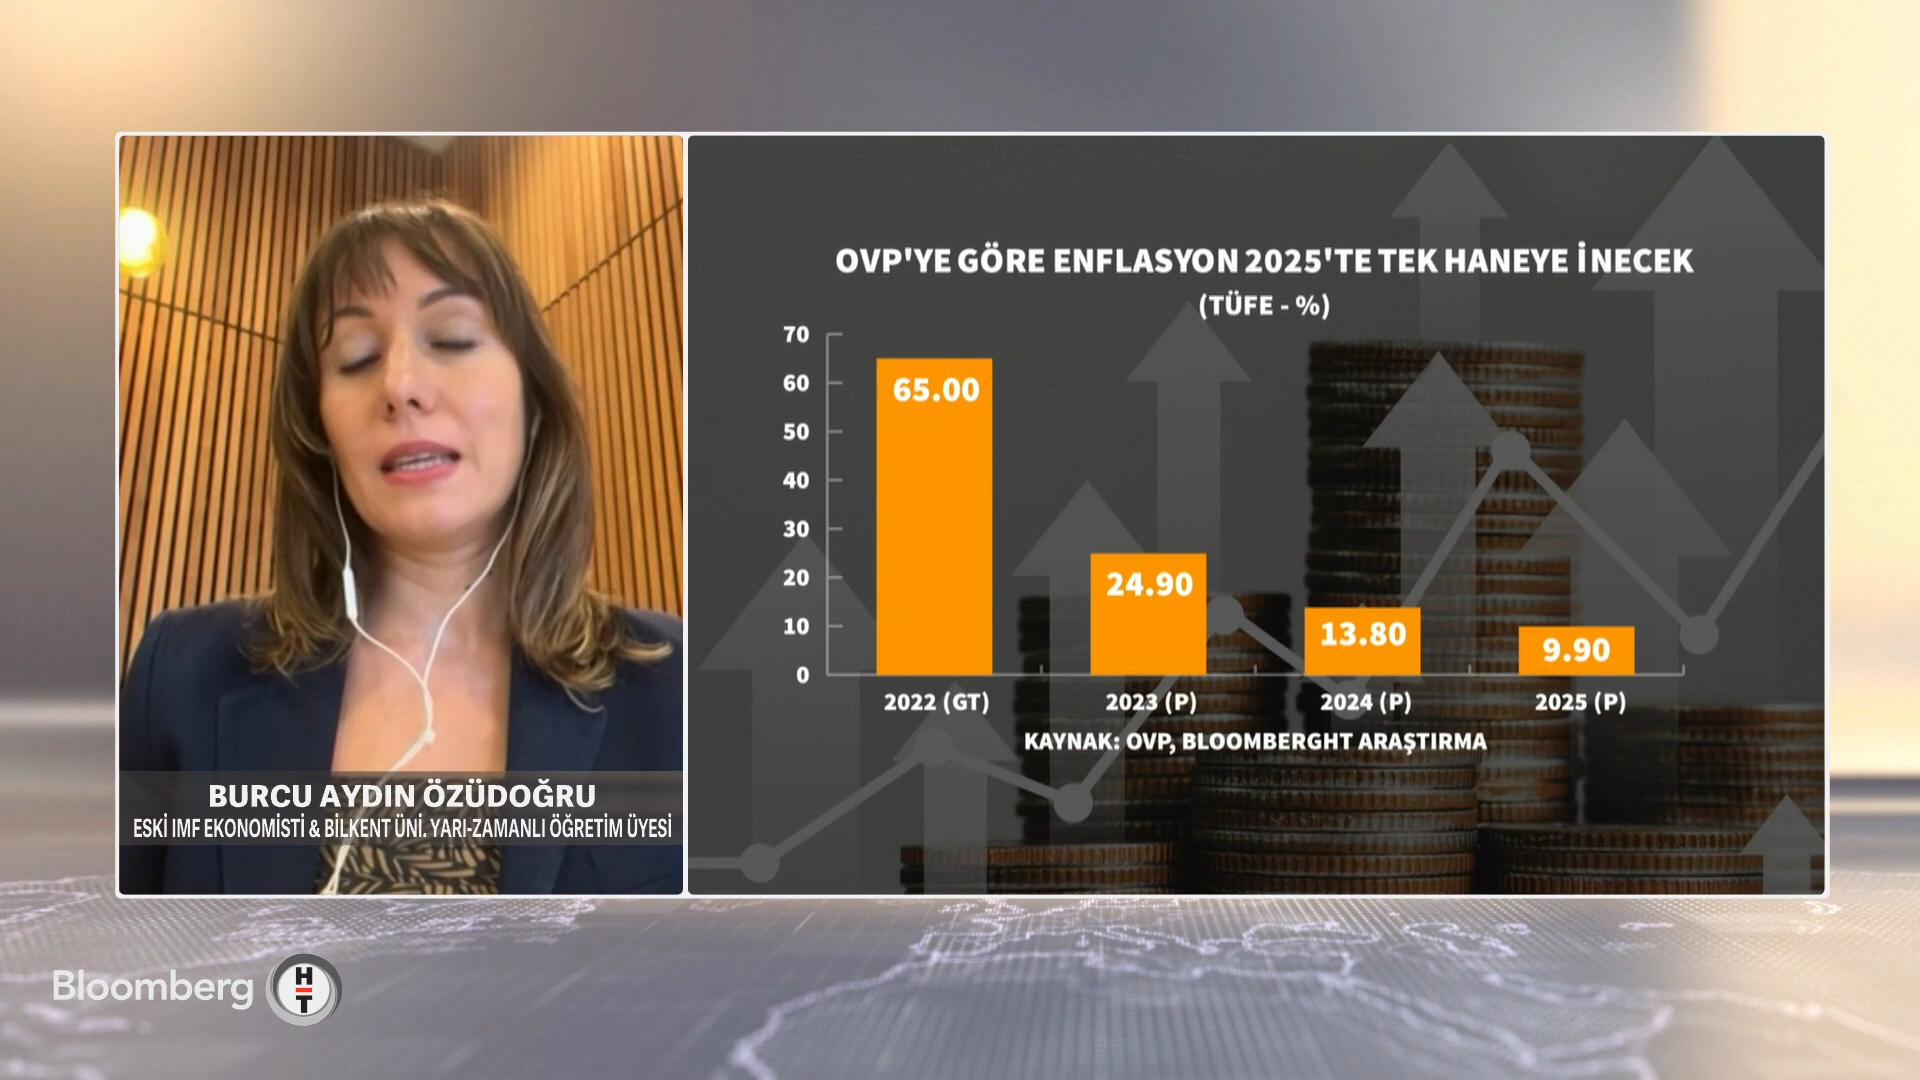 OVP'YE GÖRE ENFLASYON 2025'TE TEK HANEYE İNECEK
(TÜFE - %)
70
60
50
40
30
20
10
0
65.00
24.90
13.80
9.90
2022 (GT)
2023 (P)
2024 (P)
2025 (P)
KAYNAK: OVP, BLOOMBERGHT ARAŞTIRMA
BURCU AYDIN ÖZÜDOĞRU
ESKİ IMF EKONOMİSTİ & BİLKENT ÜNİ. YARI-ZAMANLI ÖĞRETİM ÜYESİ
Bloomberg HT